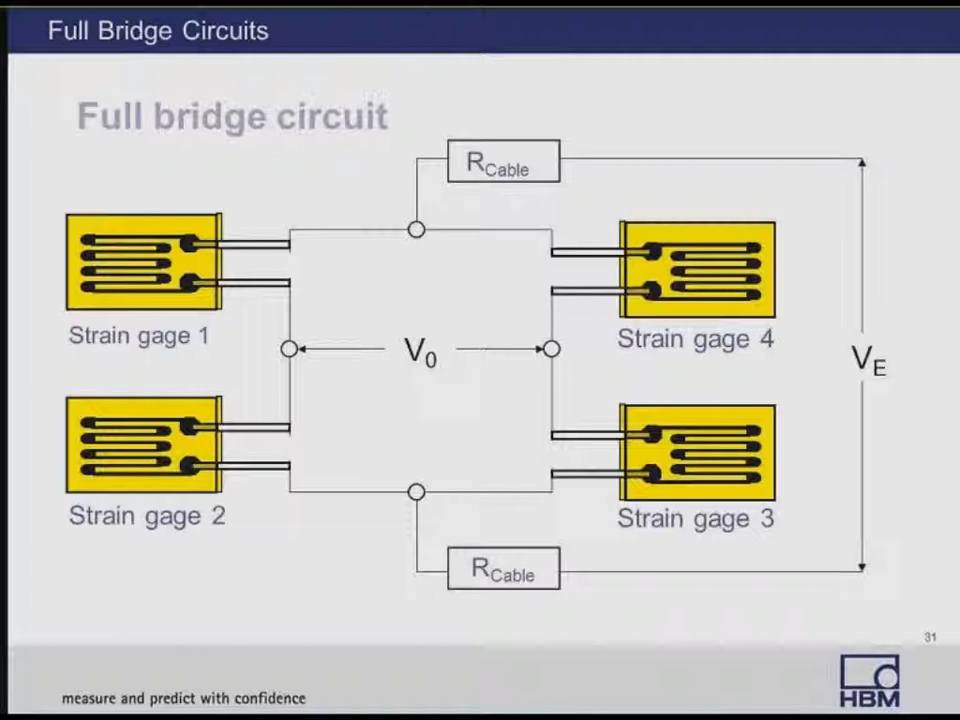 Full Bridge Circuits
Full bridge circuit
RCable
Strain gage 1
Strain gage 4
V0
VE
Strain gage 2
Strain gage 3
RCable
31
measure and predict with confidence
HBM